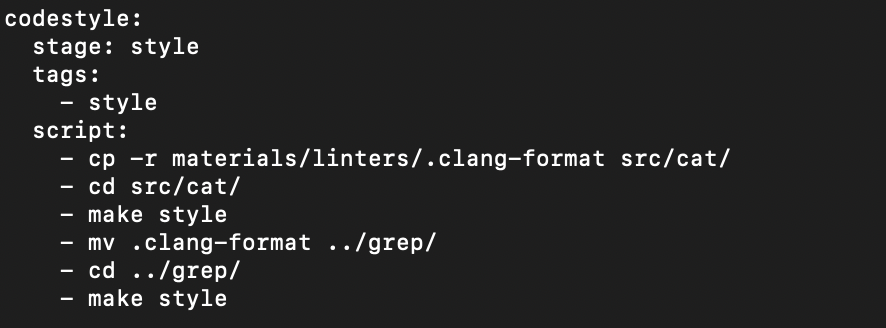 codestyle:
  stage: style
  tags:
    - style
  script:
    - cp -r materials/linters/.clang-format src/cat/
    - cd src/cat/
    - make style
    - mv .clang-format ../grep/
    - cd ../grep/
    - make style